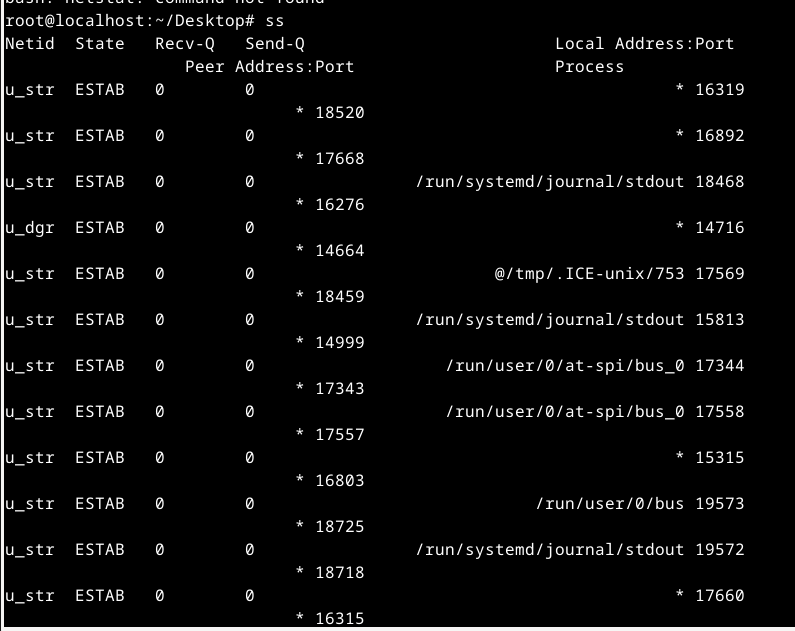 bash: netstat: command not found
root@localhost:~/Desktop# ss
Netid State Recv-Q Send-Q Local Address:Port
Peer Address:Port Process
u_str ESTAB 0 0 * 16319
* 18520
u_str ESTAB 0 0 * 16892
* 17668
u_str ESTAB 0 0 /run/systemd/journal/stdout 18468
* 16276
u_dgr ESTAB 0 0 * 14716
* 14664
u_str ESTAB 0 0 @/tmp/.ICE-unix/753 17569
* 18459
u_str ESTAB 0 0 /run/systemd/journal/stdout 15813
* 14999
u_str ESTAB 0 0 /run/user/0/at-spi/bus_0 17344
* 17343
u_str ESTAB 0 0 /run/user/0/at-spi/bus_0 17558
* 17557
u_str ESTAB 0 0 * 15315
* 16803
u_str ESTAB 0 0 /run/user/0/bus 19573
* 18725
u_str ESTAB 0 0 /run/systemd/journal/stdout 19572
* 18718
u_str ESTAB 0 0 * 17660
* 16315